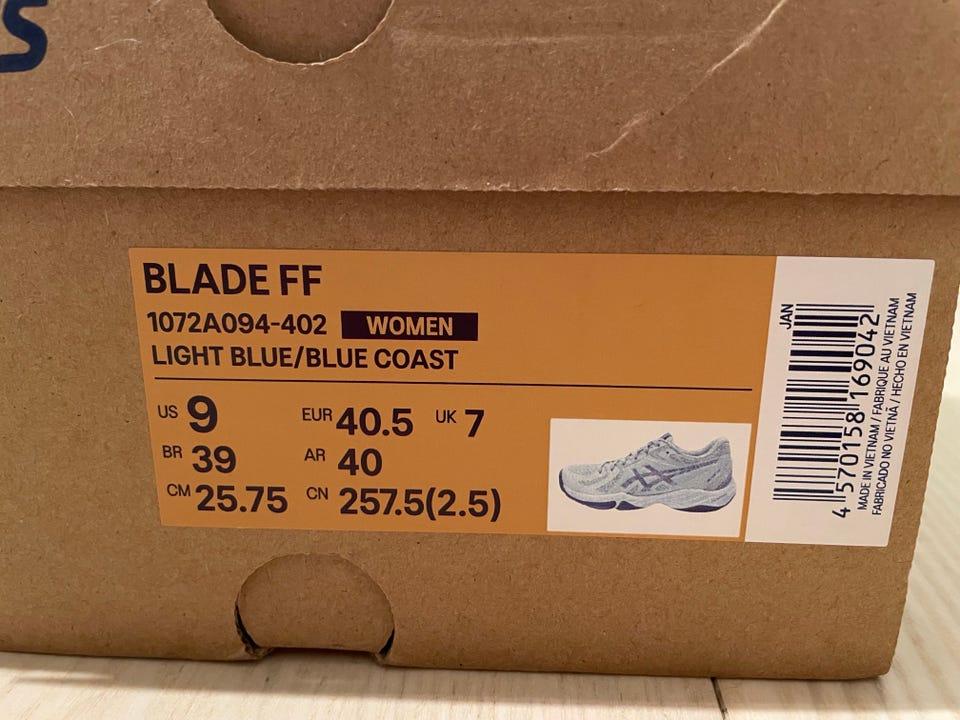 S
BLADE FF
1072A094-402 WOMEN
LIGHT BLUE/BLUE COAST
US 9 EUR 40.5 UK 7
BR 39 AR 40
CM 25.75 CN 257.5(2.5)
JAN
4 570158 169042
MADE IN VIETNAM / FABRIQUE AU VIETNAM
FABRICADO NO VIETNÃ / HECHO EN VIETNAM